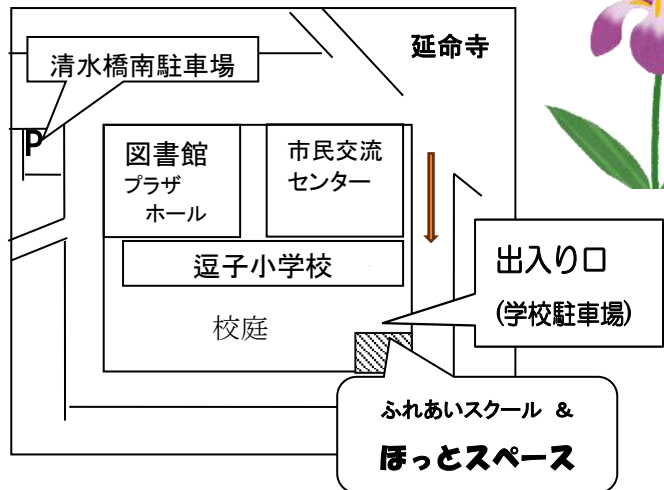 延命寺
清水橋南駐車場
P
図書館
プラザ
ホール
市民交流
センター
逗子小学校
出入り口
(学校駐車場)
校庭
ふれあいスクール &
ほっとスペース